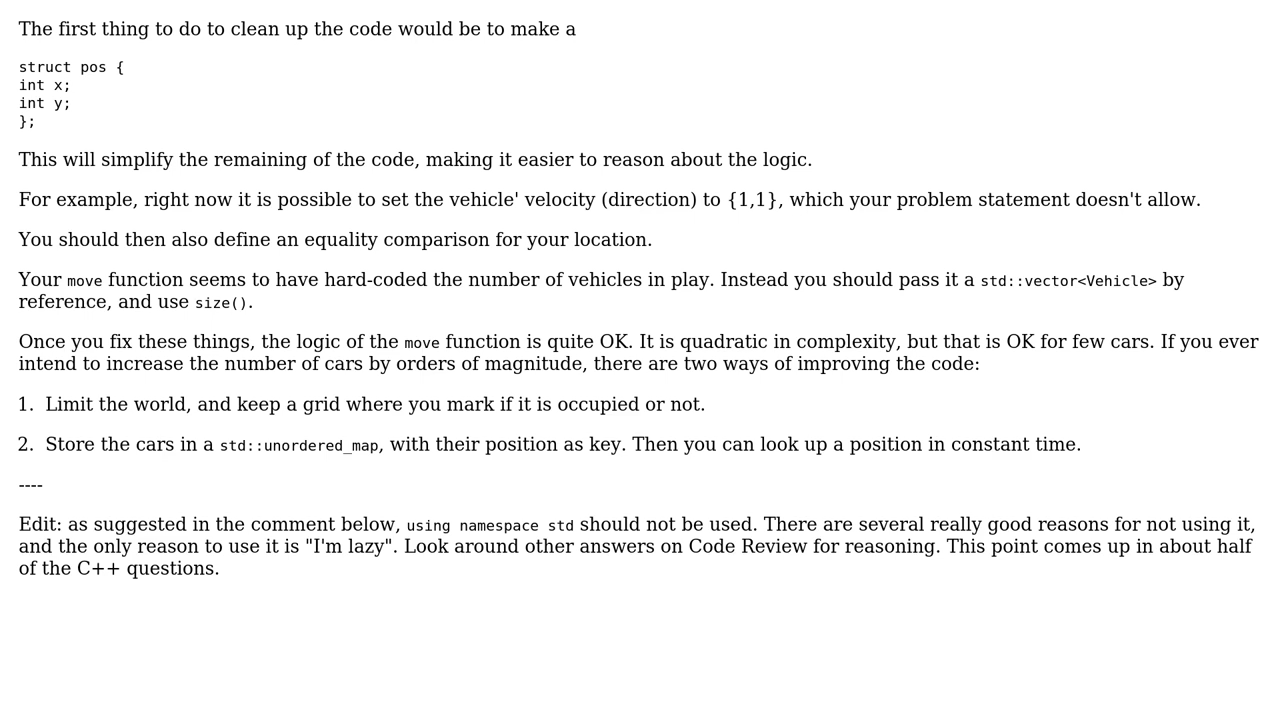 The first thing to do to clean up the code would be to make a
struct pos {
int x;
int y;
};
This will simplify the remaining of the code, making it easier to reason about the logic.
For example, right now it is possible to set the vehicle' velocity (direction) to {1,1}, which your problem statement doesn't allow.
You should then also define an equality comparison for your location.
Your move function seems to have hard-coded the number of vehicles in play. Instead you should pass it a std::vector<Vehicle> by
reference, and use size().
Once you fix these things, the logic of the move function is quite OK. It is quadratic in complexity, but that is OK for few cars. If you ever
intend to increase the number of cars by orders of magnitude, there are two ways of improving the code:
1. Limit the world, and keep a grid where you mark if it is occupied or not.
2. Store the cars in a std::unordered_map, with their position as key. Then you can look up a position in constant time.
----
Edit: as suggested in the comment below, using namespace std should not be used. There are several really good reasons for not using it,
and the only reason to use it is "I'm lazy". Look around other answers on Code Review for reasoning. This point comes up in about half
of the C++ questions.